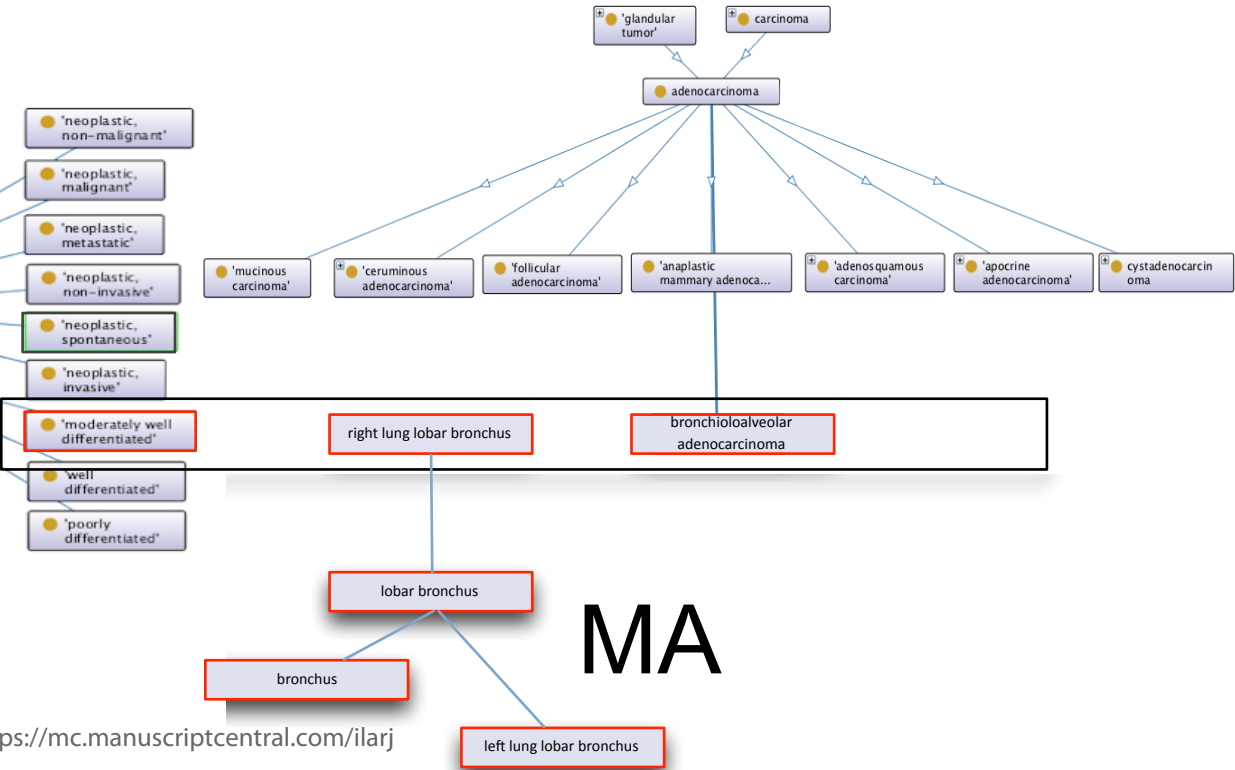 'glandular
tumor'
carcinoma
adenocarcinoma
"neoplastic,
non-malignant"
"neoplastic,
malignant"
"neoplastic,
metastatic"
"neoplastic,
non-invasive"
"neoplastic,
spontaneous"
"neoplastic,
invasive"
"moderately well
differentiated"
"well
differentiated"
"poorly
differentiated"
'mucinous
carcinoma'
'ceruminous
adenocarcinoma'
'follicular
adenocarcinoma'
'anaplastic
mammary adenoca...
'adenosquamous
carcinoma'
'apocrine
adenocarcinoma'
cystadenocarcin
oma
right lung lobar bronchus
bronchioloalveolar
adenocarcinoma
lobar bronchus
MA
bronchus
left lung lobar bronchus
ps://mc.manuscriptcentral.com/ilarj